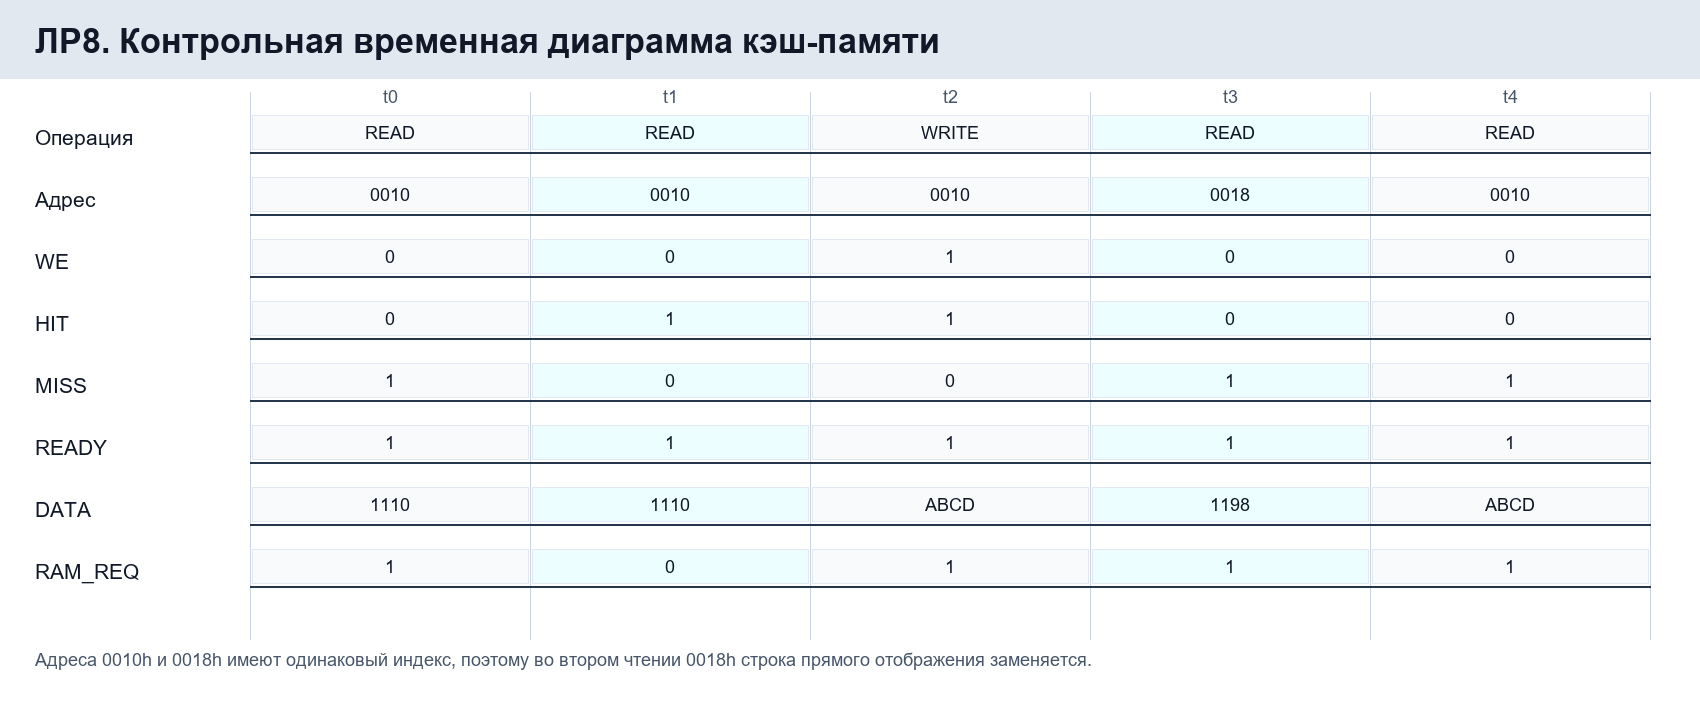 ЛР8. Контрольная временная диаграмма кэш-памяти
t0 t1 t2 t3 t4
Операция READ READ WRITE READ READ
Адрес 0010 0010 0010 0018 0010
WE 0 0 1 0 0
HIT 0 1 1 0 0
MISS 1 0 0 1 1
READY 1 1 1 1 1
DATA 1110 1110 ABCD 1198 ABCD
RAM_REQ 1 0 1 1 1
Адреса 0010h и 0018h имеют одинаковый индекс, поэтому во втором чтении 0018h строка прямого отображения заменяется.